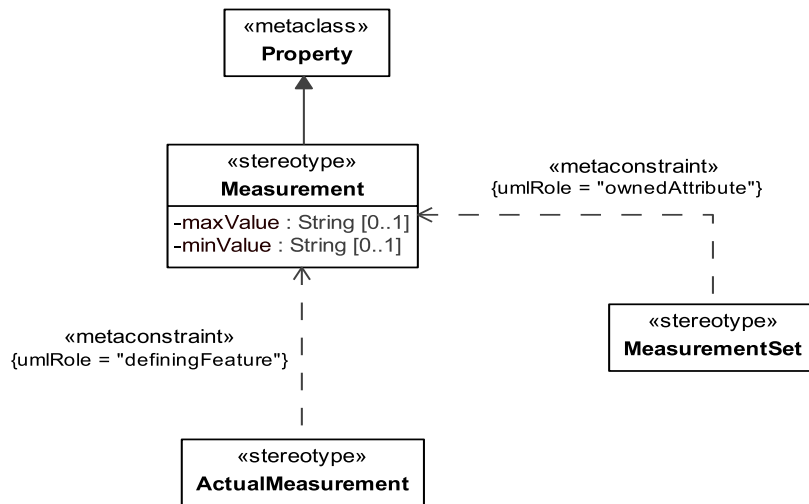 «metaclass»
Property
«stereotype»
Measurement
-maxValue : String [0..1]
-minValue : String [0..1]
«metaconstraint»
{umlRole = "ownedAttribute"}
«stereotype»
MeasurementSet
«metaconstraint»
{umlRole = "definingFeature"}
«stereotype»
ActualMeasurement